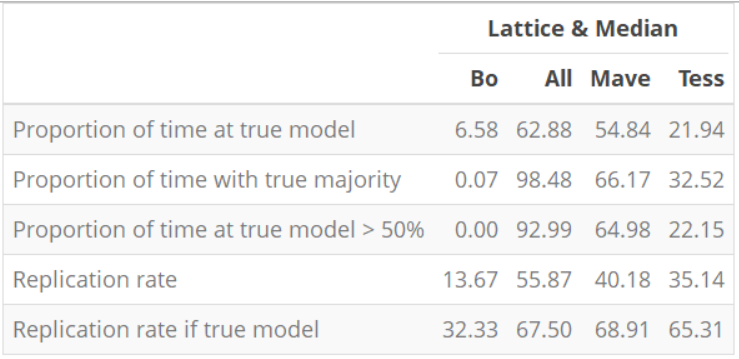 Lattice & Median
Bo All Mave Tess
Proportion of time at true model 6.58 62.88 54.84 21.94
Proportion of time with true majority 0.07 98.48 66.17 32.52
Proportion of time at true model > 50% 0.00 92.99 64.98 22.15
Replication rate 13.67 55.87 40.18 35.14
Replication rate if true model 32.33 67.50 68.91 65.31